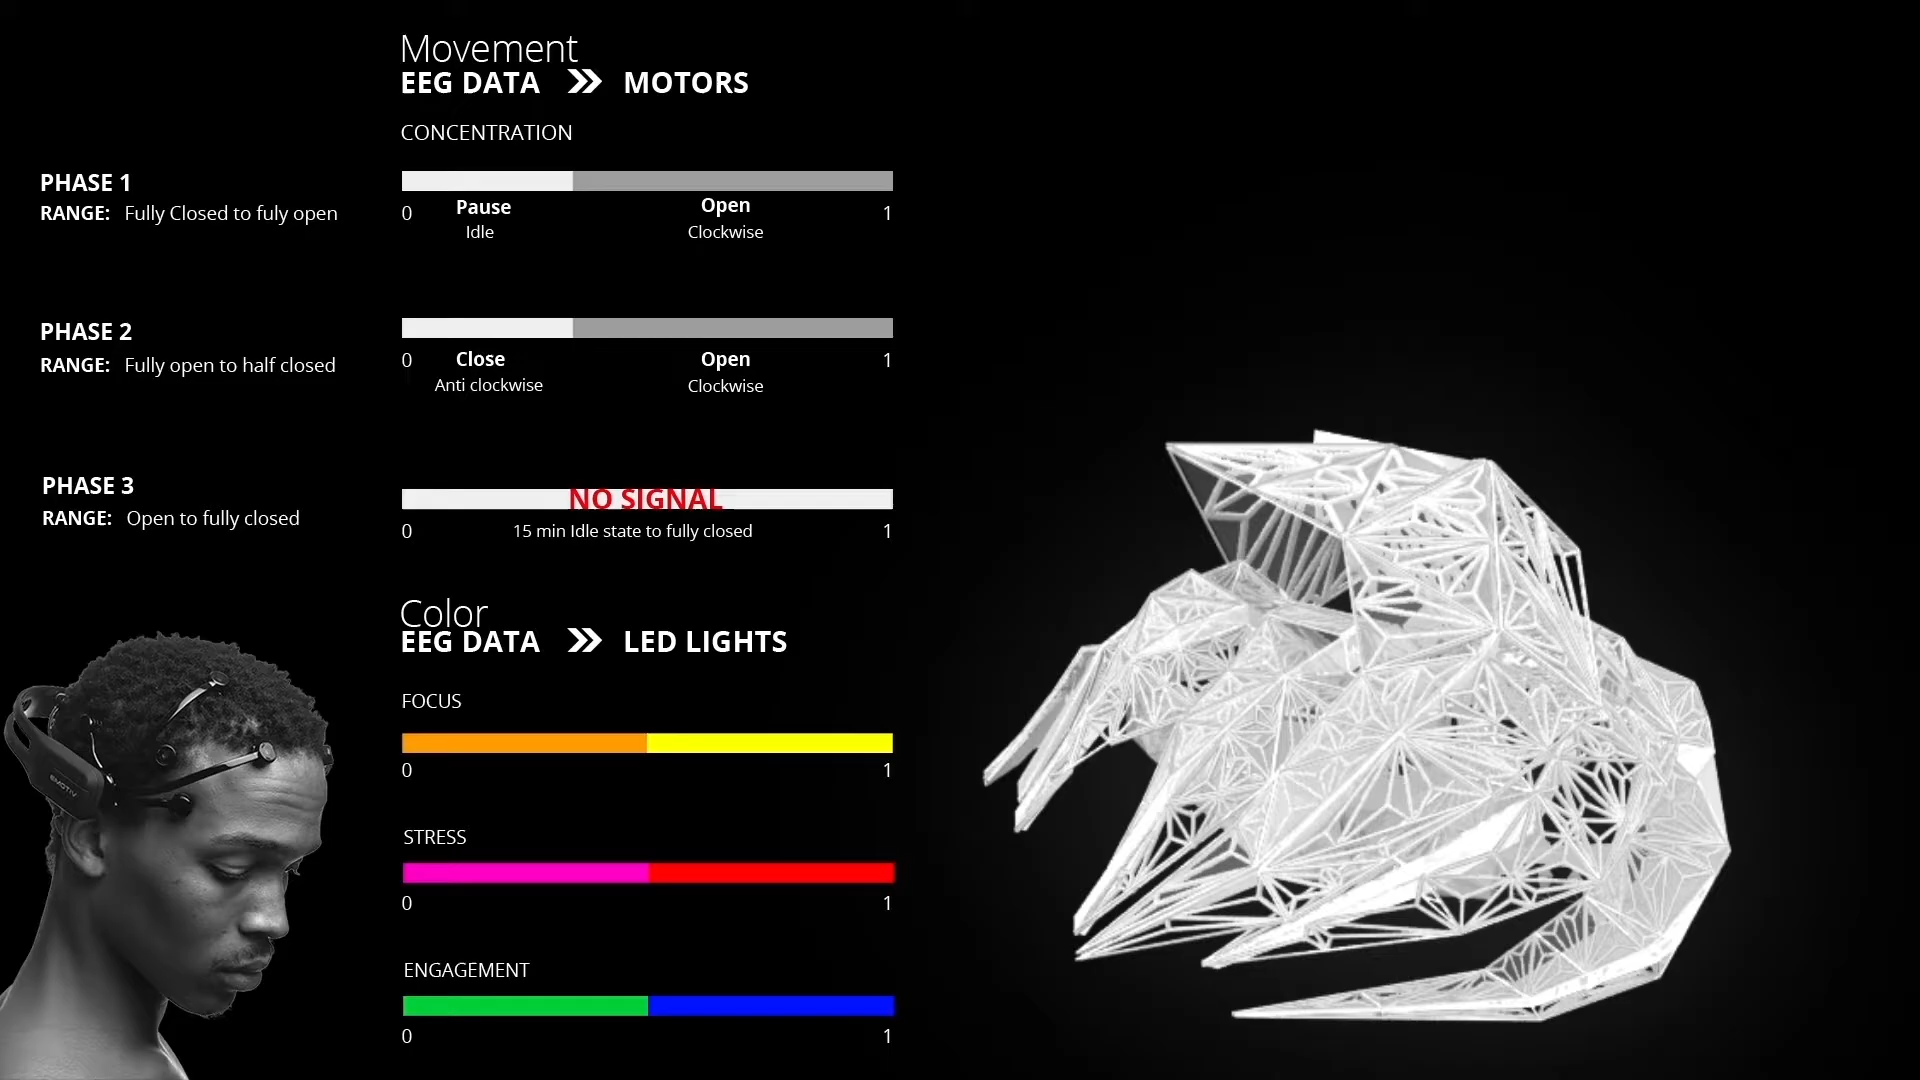 Movement
EEG DATA » MOTORS
CONCENTRATION
PHASE 1
RANGE: Fully Closed to fuly open
0 Pause Open 1
Idle Clockwise
PHASE 2
RANGE: Fully open to half closed
0 Close Open 1
Anti clockwise Clockwise
PHASE 3
RANGE: Open to fully closed
NO SIGNAL
0 15 min Idle state to fully closed 1
Color
EEG DATA » LED LIGHTS
FOCUS
0 1
STRESS
0 1
ENGAGEMENT
0 1
EMOTIV